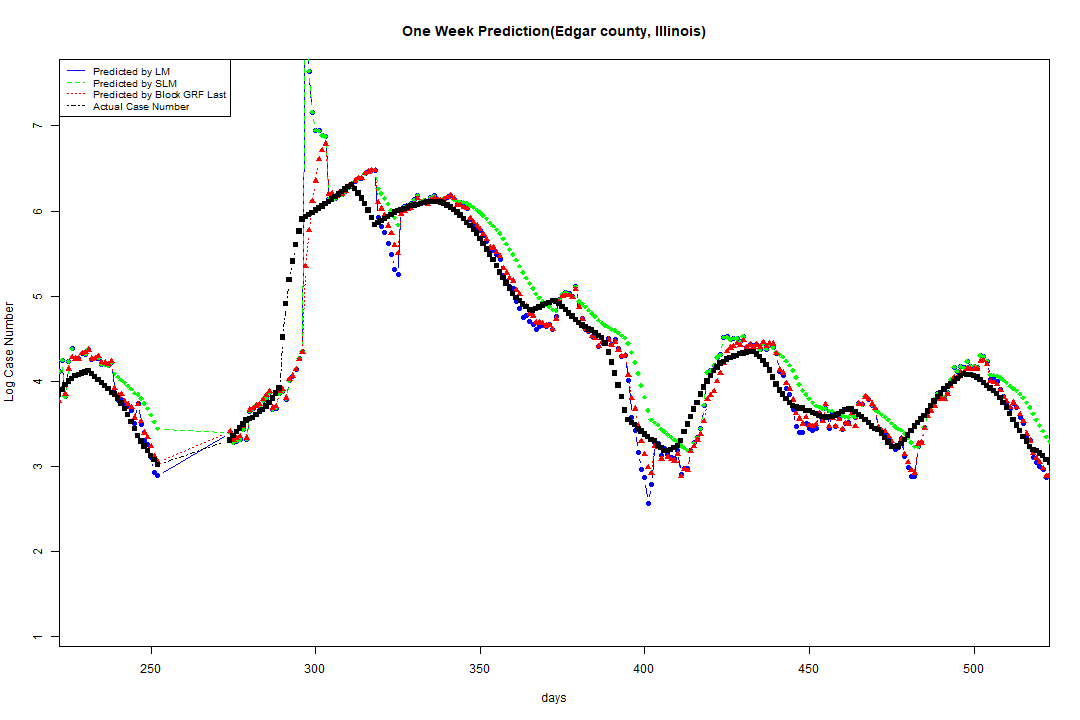 One Week Prediction(Edgar county, Illinois)
Predicted by LM
Predicted by SLM
Predicted by Block GRF Last
Actual Case Number
7
6
5
4
3
2
1
Log Case Number
250 300 350 400 450 500
days